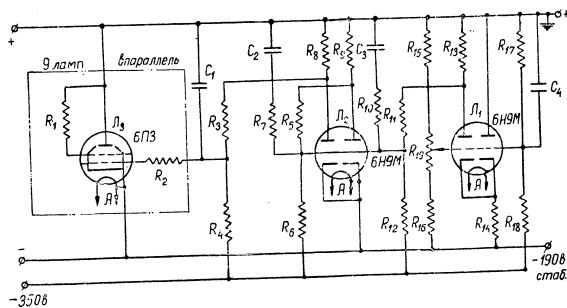 + +
9 ламп впараллель
R1 Л3 6П3 A R2
C1 R3 R4
C2 R7 R5 R6
R8 R9 C3 R10 R11 R12
Л2 6Н9М A
R15 R19 R16
R13 Л1 6Н9М A R14
R17 C4 R18
−
−190в
стаб.
−350в